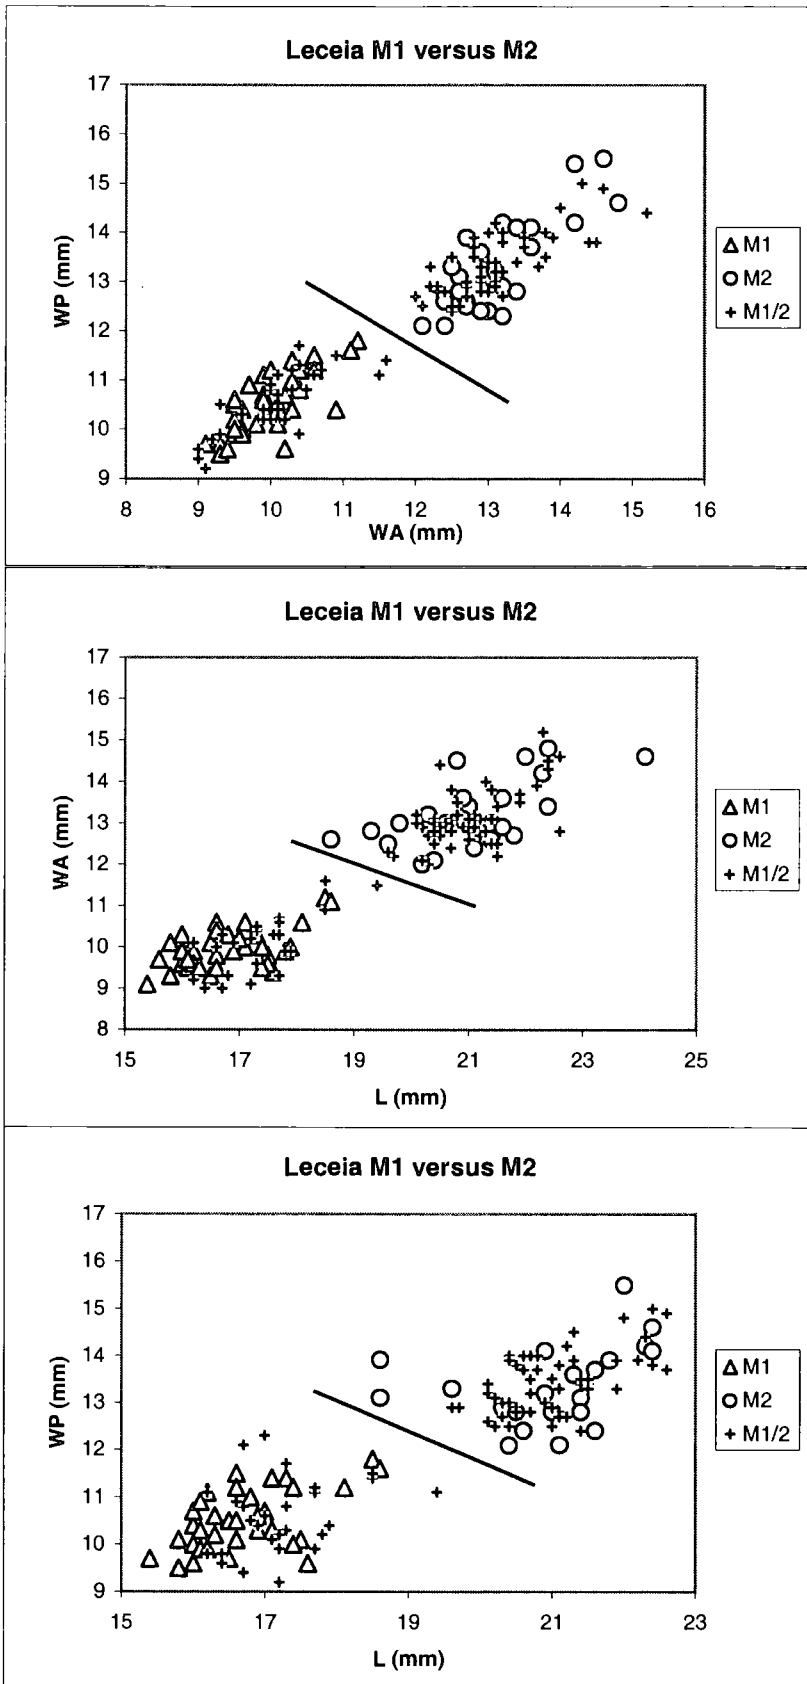 Leceia M1 versus M2
17
16
15
14
13
12
11
10
9
WP (mm)
8 9 10 11 12 13 14 15 16
WA (mm)
M1
M2
M1/2
Leceia M1 versus M2
17
16
15
14
13
12
11
10
9
8
WA (mm)
15 17 19 21 23 25
L (mm)
M1
M2
M1/2
Leceia M1 versus M2
17
16
15
14
13
12
11
10
9
WP (mm)
15 17 19 21 23
L (mm)
M1
M2
M1/2